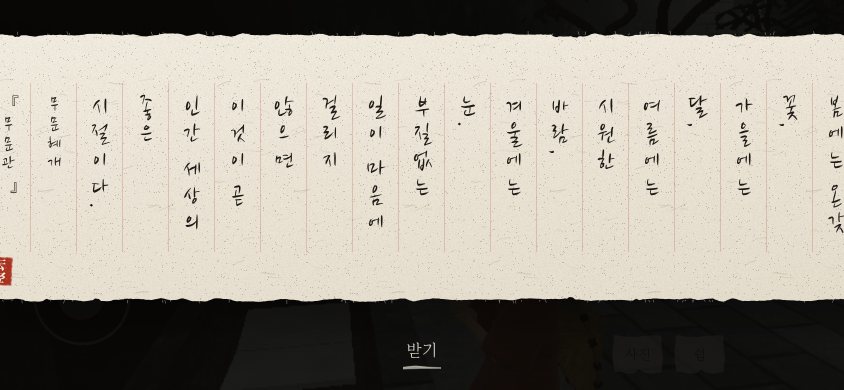 봄에는 온갖
꽃,
가을에는
달,
여름에는
시원한
바람,
겨울에는
눈.
부질없는
일이 마음에
걸리지
않으면
이것이 곧
인간 세상의
좋은
시절이다.
무문혜개
『무문관』
받기
사진